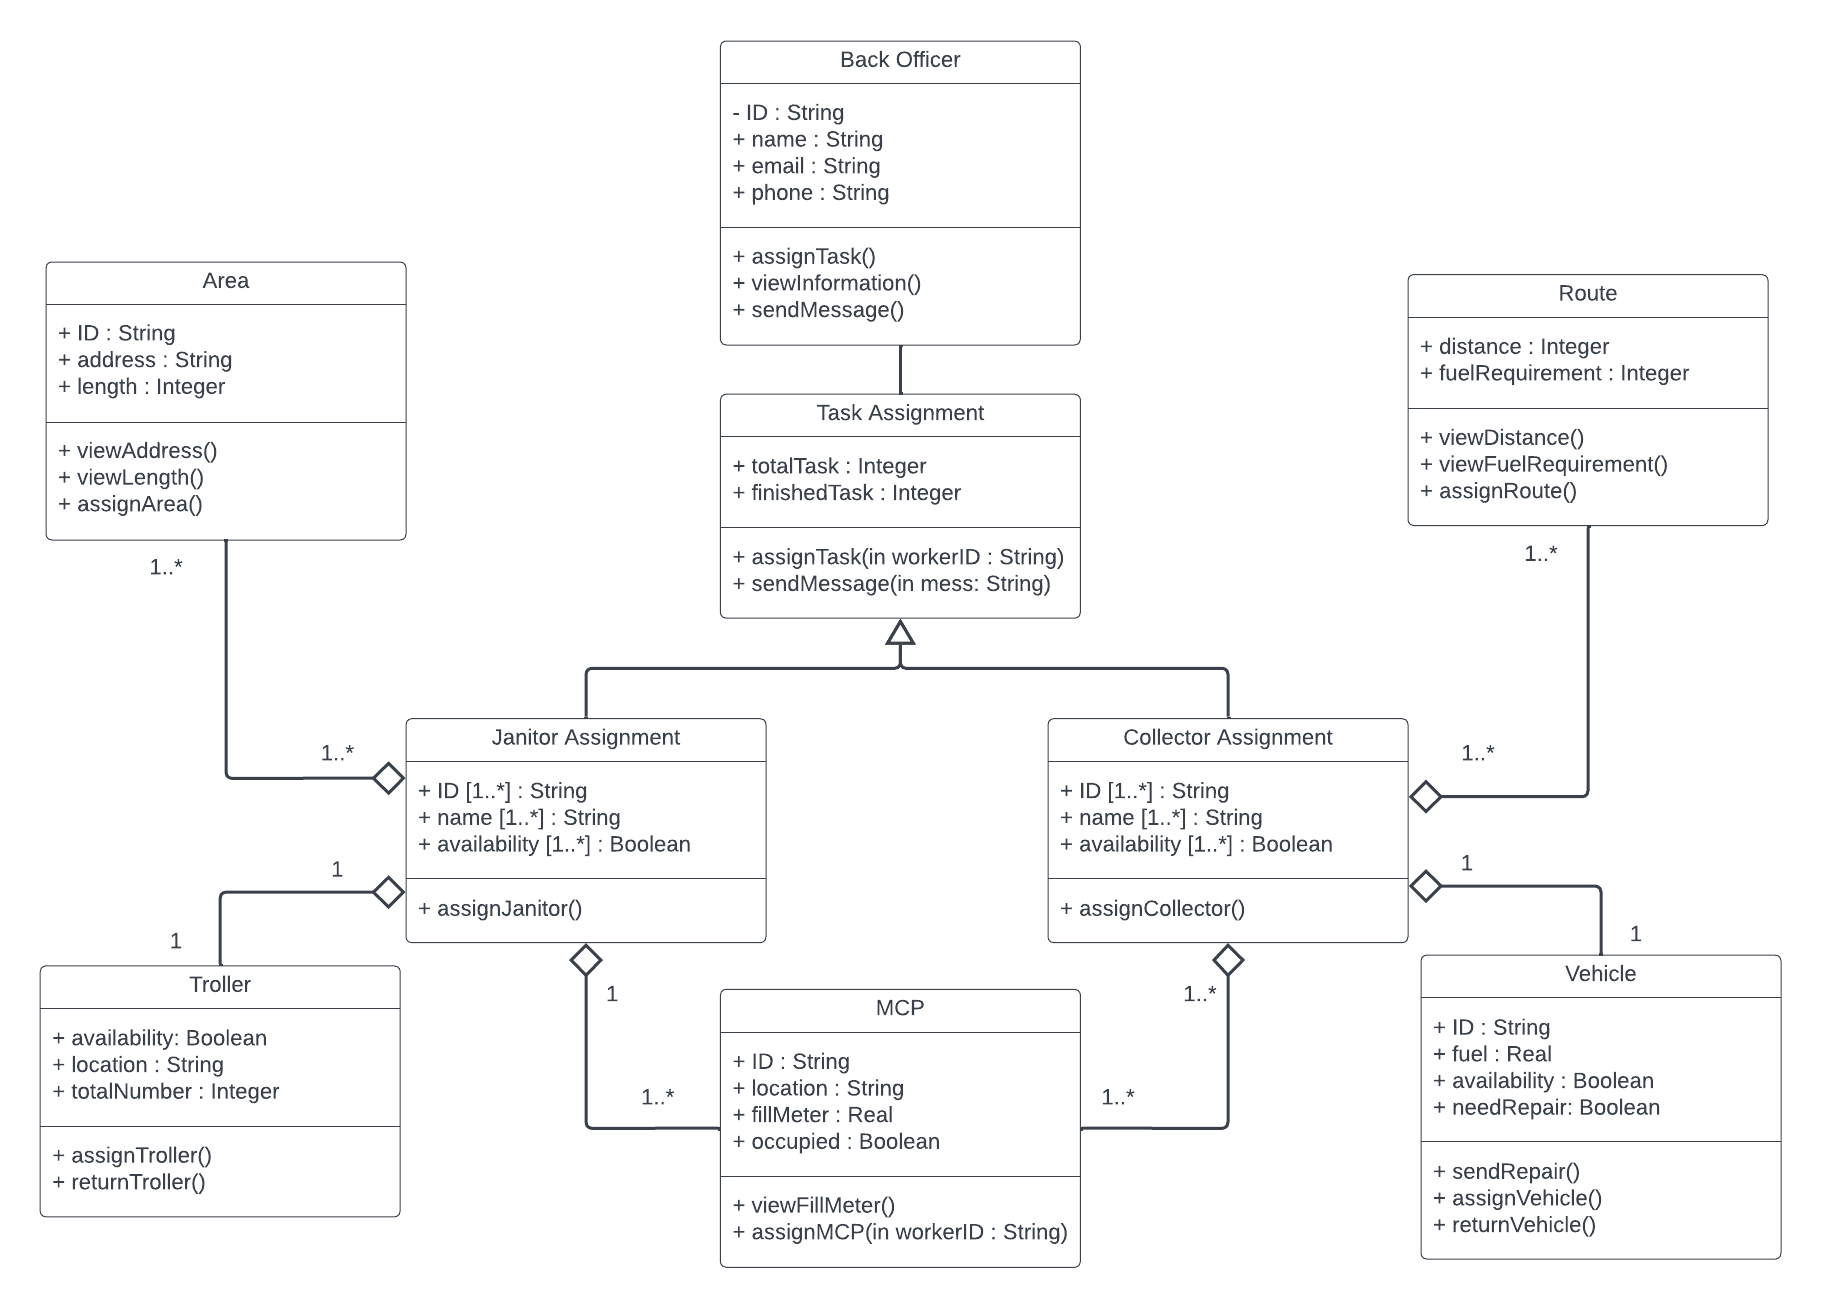 Back Officer
- ID : String
+ name : String
+ email : String
+ phone : String
+ assignTask()
+ viewInformation()
+ sendMessage()
Area
+ ID : String
+ address : String
+ length : Integer
+ viewAddress()
+ viewLength()
+ assignArea()
1..*
Route
+ distance : Integer
+ fuelRequirement : Integer
+ viewDistance()
+ viewFuelRequirement()
+ assignRoute()
1..*
Task Assignment
+ totalTask : Integer
+ finishedTask : Integer
+ assignTask(in workerID : String)
+ sendMessage(in mess: String)
1..*
Janitor Assignment
+ ID [1..*] : String
+ name [1..*] : String
+ availability [1..*] : Boolean
+ assignJanitor()
1
1
1
Collector Assignment
+ ID [1..*] : String
+ name [1..*] : String
+ availability [1..*] : Boolean
+ assignCollector()
1..*
1
1
1..*
Troller
+ availability: Boolean
+ location : String
+ totalNumber : Integer
+ assignTroller()
+ returnTroller()
1..*
MCP
+ ID : String
+ location : String
+ fillMeter : Real
+ occupied : Boolean
+ viewFillMeter()
+ assignMCP(in workerID : String)
1..*
Vehicle
+ ID : String
+ fuel : Real
+ availability : Boolean
+ needRepair: Boolean
+ sendRepair()
+ assignVehicle()
+ returnVehicle()